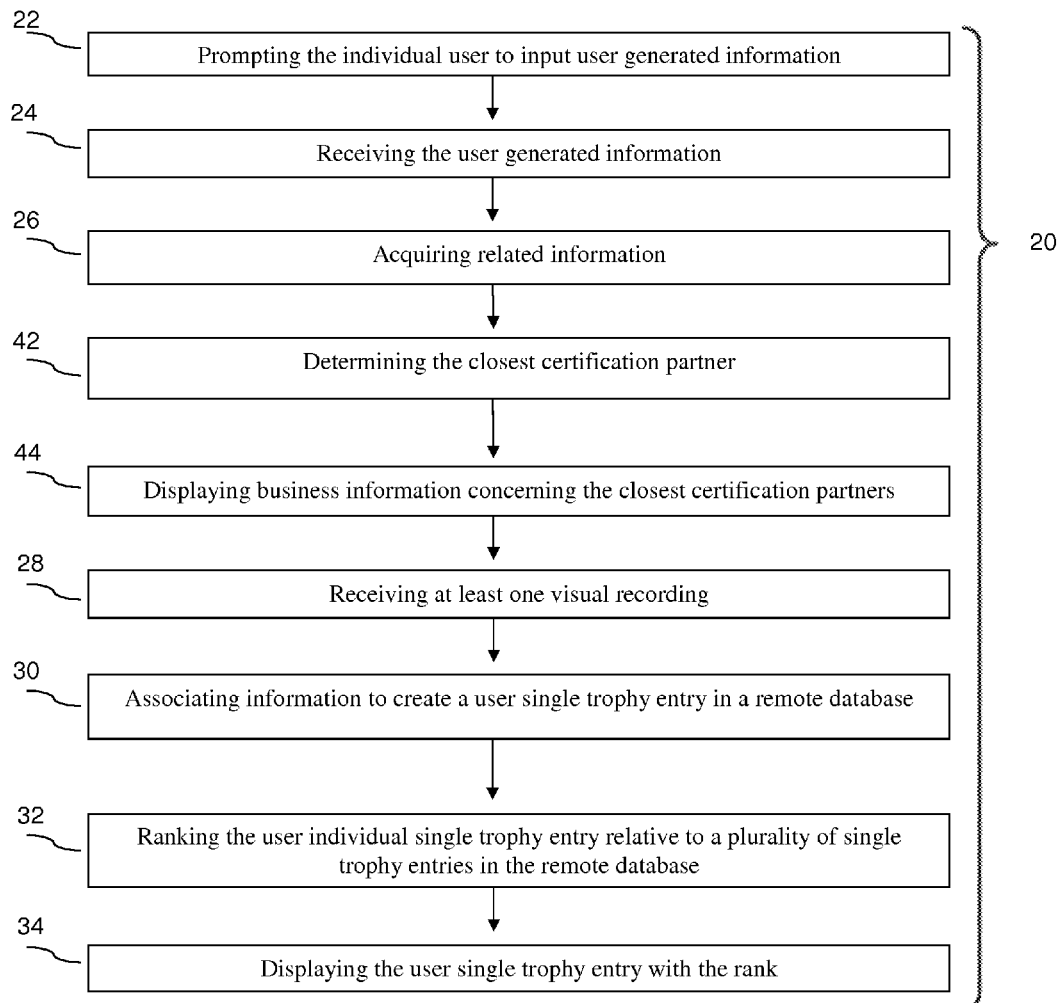 22
Prompting the individual user to input user generated information
24
Receiving the user generated information
26
Acquiring related information
20
42
Determining the closest certification partner
44
Displaying business information concerning the closest certification partners
28
Receiving at least one visual recording
30
Associating information to create a user single trophy entry in a remote database
32
Ranking the user individual single trophy entry relative to a plurality of single
trophy entries in the remote database
34
Displaying the user single trophy entry with the rank